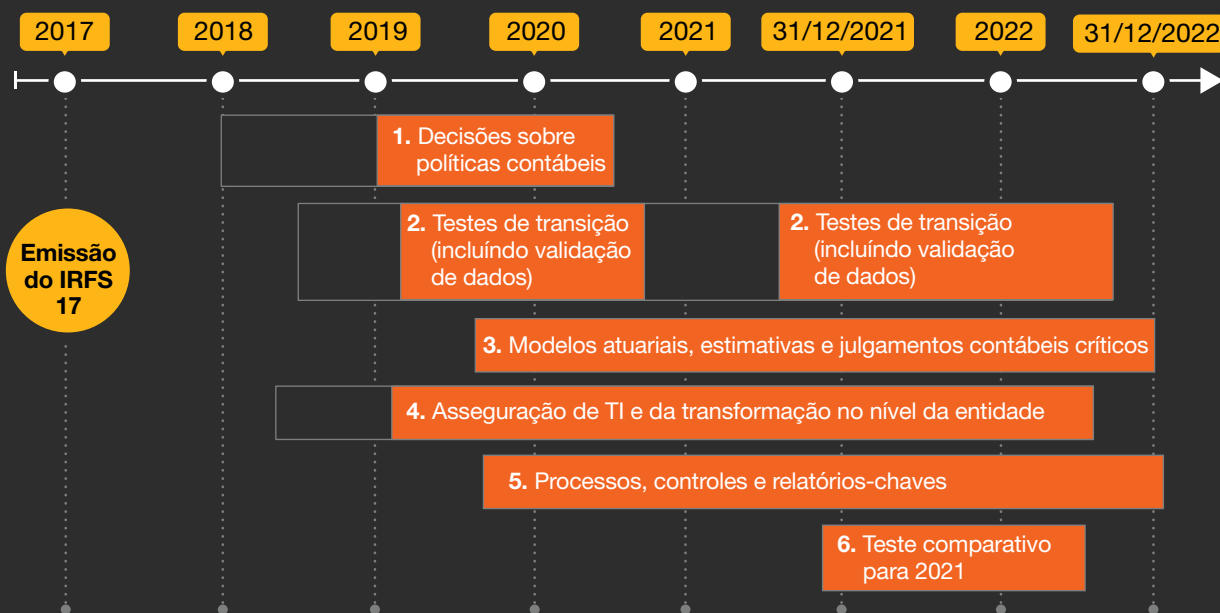 2017
2018
2019
2020
2021
31/12/2021
2022
31/12/2022
1. Decisões sobre
políticas contábeis
Emissão
do IRFS
17
2. Testes de transição
(incluíndo validação
de dados)
2. Testes de transição
(incluíndo validação
de dados)
3. Modelos atuariais, estimativas e julgamentos contábeis críticos
4. Asseguração de TI e da transformação no nível da entidade
5. Processos, controles e relatórios-chaves
6. Teste comparativo
para 2021